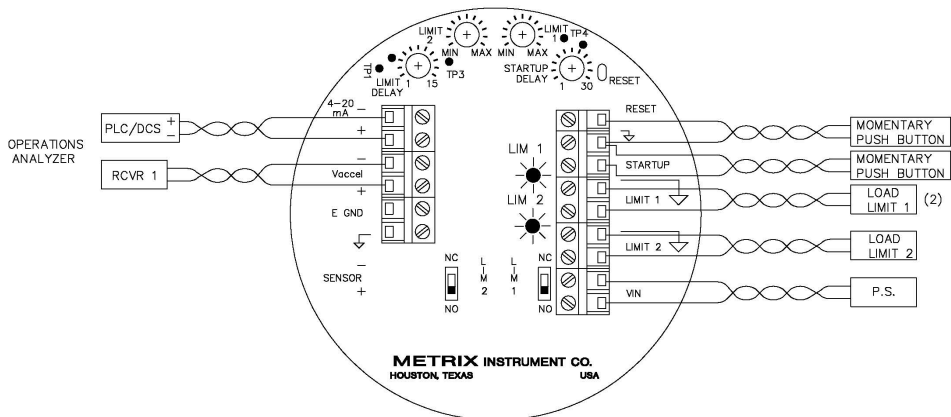 LIMIT 2
MIN MAX
MIN MAX
LIMIT 1
TP4
TP1
LIMIT DELAY
1 15
TP3
STARTUP DELAY
1 30
RESET
4-20 mA
−
+
PLC/DCS
+
−
OPERATIONS ANALYZER
RCVR 1
−
Vaccel
+
E GND
−
SENSOR
+
LIM 1
LIM 2
RESET
STARTUP
LIMIT 1
LIMIT 2
VIN
MOMENTARY PUSH BUTTON
MOMENTARY PUSH BUTTON
LOAD LIMIT 1
(2)
LOAD LIMIT 2
P.S.
NC
NO
LIM 2
LIM 1
NC
NO
METRIX INSTRUMENT CO.
HOUSTON, TEXAS USA